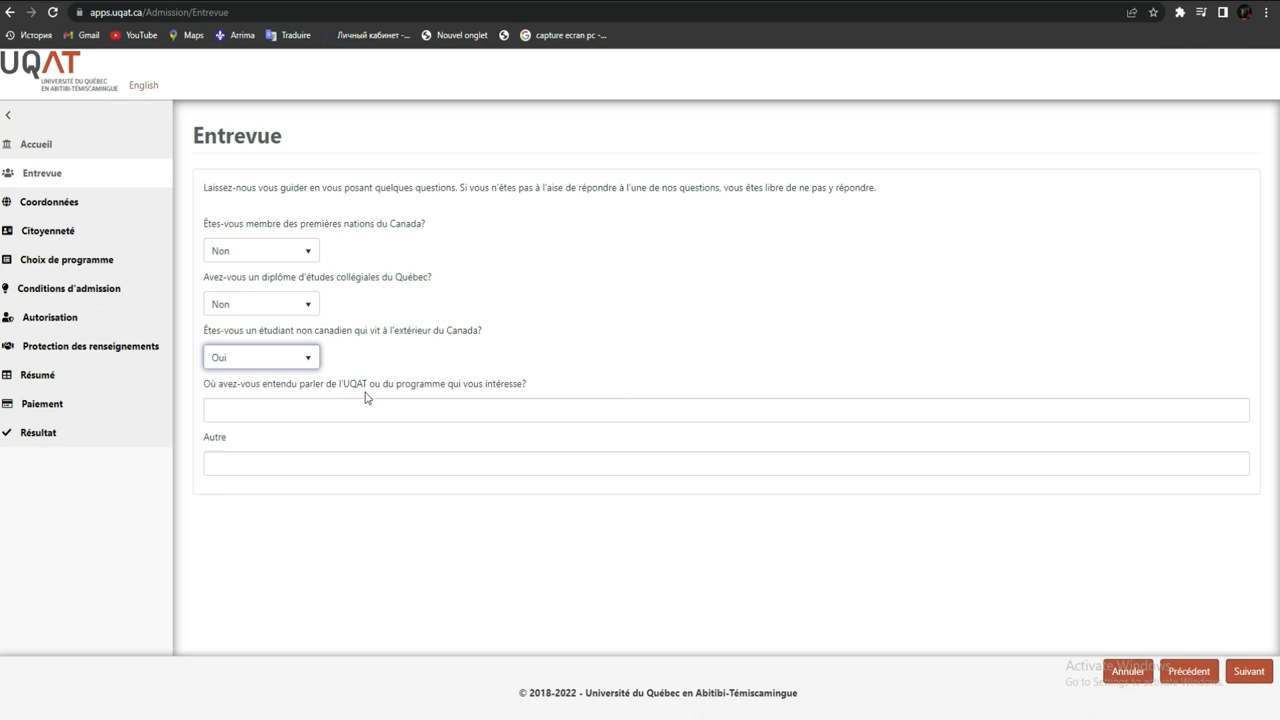 apps.uqat.ca/Admission/Entrevue
История Gmail YouTube Maps Arrima Traduire Личный кабинет -... Nouvel onglet capture ecran pc -...
UQAT
UNIVERSITÉ DU QUÉBEC
EN ABITIBI-TÉMISCAMINGUE
English
Accueil
Entrevue
Coordonnées
Citoyenneté
Choix de programme
Conditions d'admission
Autorisation
Protection des renseignements
Résumé
Paiement
Résultat
Entrevue
Laissez-nous vous guider en vous posant quelques questions. Si vous n'êtes pas à l'aise de répondre à l'une de nos questions, vous êtes libre de ne pas y répondre.
Êtes-vous membre des premières nations du Canada?
Non
Avez-vous un diplôme d'études collégiales du Québec?
Non
Êtes-vous un étudiant non canadien qui vit à l'extérieur du Canada?
Oui
Où avez-vous entendu parler de l'UQAT ou du programme qui vous intéresse?
Autre
Activate Windows
Go to Settings to activate Windows.
Annuler Précédent Suivant
© 2018-2022 - Université du Québec en Abitibi-Témiscamingue